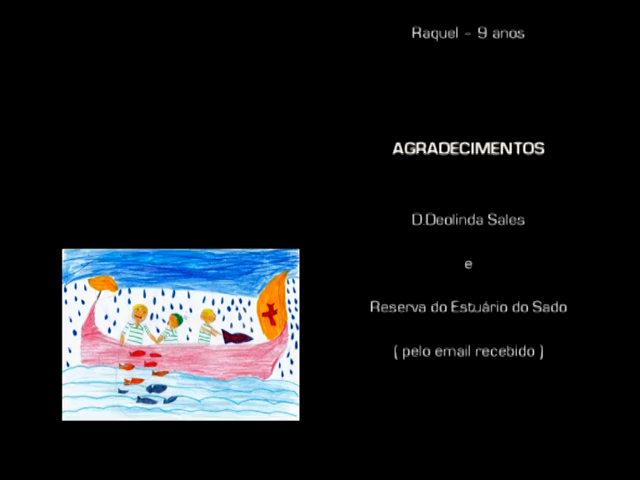 Raquel - 9 anos
AGRADECIMENTOS
D.Deolinda Sales
e
Reserva do Estuário do Sado
( pelo email recebido )